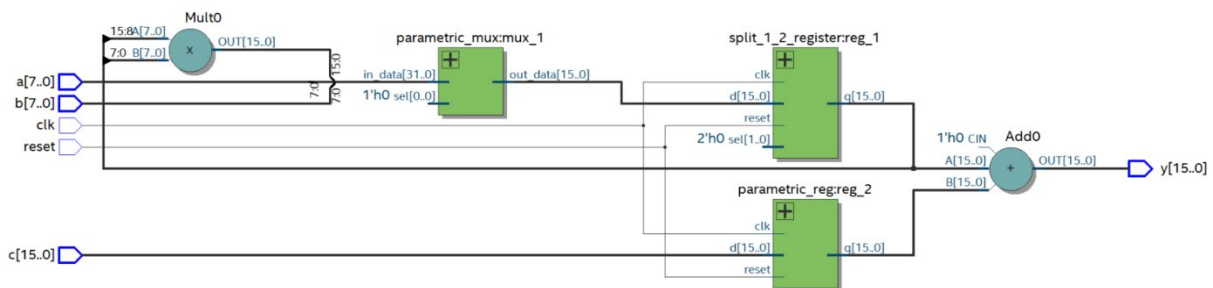 Mult0
15:8 A[7..0]
7:0 B[7..0]
OUT[15..0]
x
15:0
7:0
7:0
a[7..0]
b[7..0]
clk
reset
c[15..0]
parametric_mux:mux_1
in_data[31..0]
out_data[15..0]
1'h0 sel[0..0]
split_1_2_register:reg_1
clk
d[15..0]
q[15..0]
reset
2'h0 sel[1..0]
parametric_reg:reg_2
clk
d[15..0]
q[15..0]
reset
Add0
1'h0 CIN
A[15..0]
B[15..0]
OUT[15..0]
+
y[15..0]